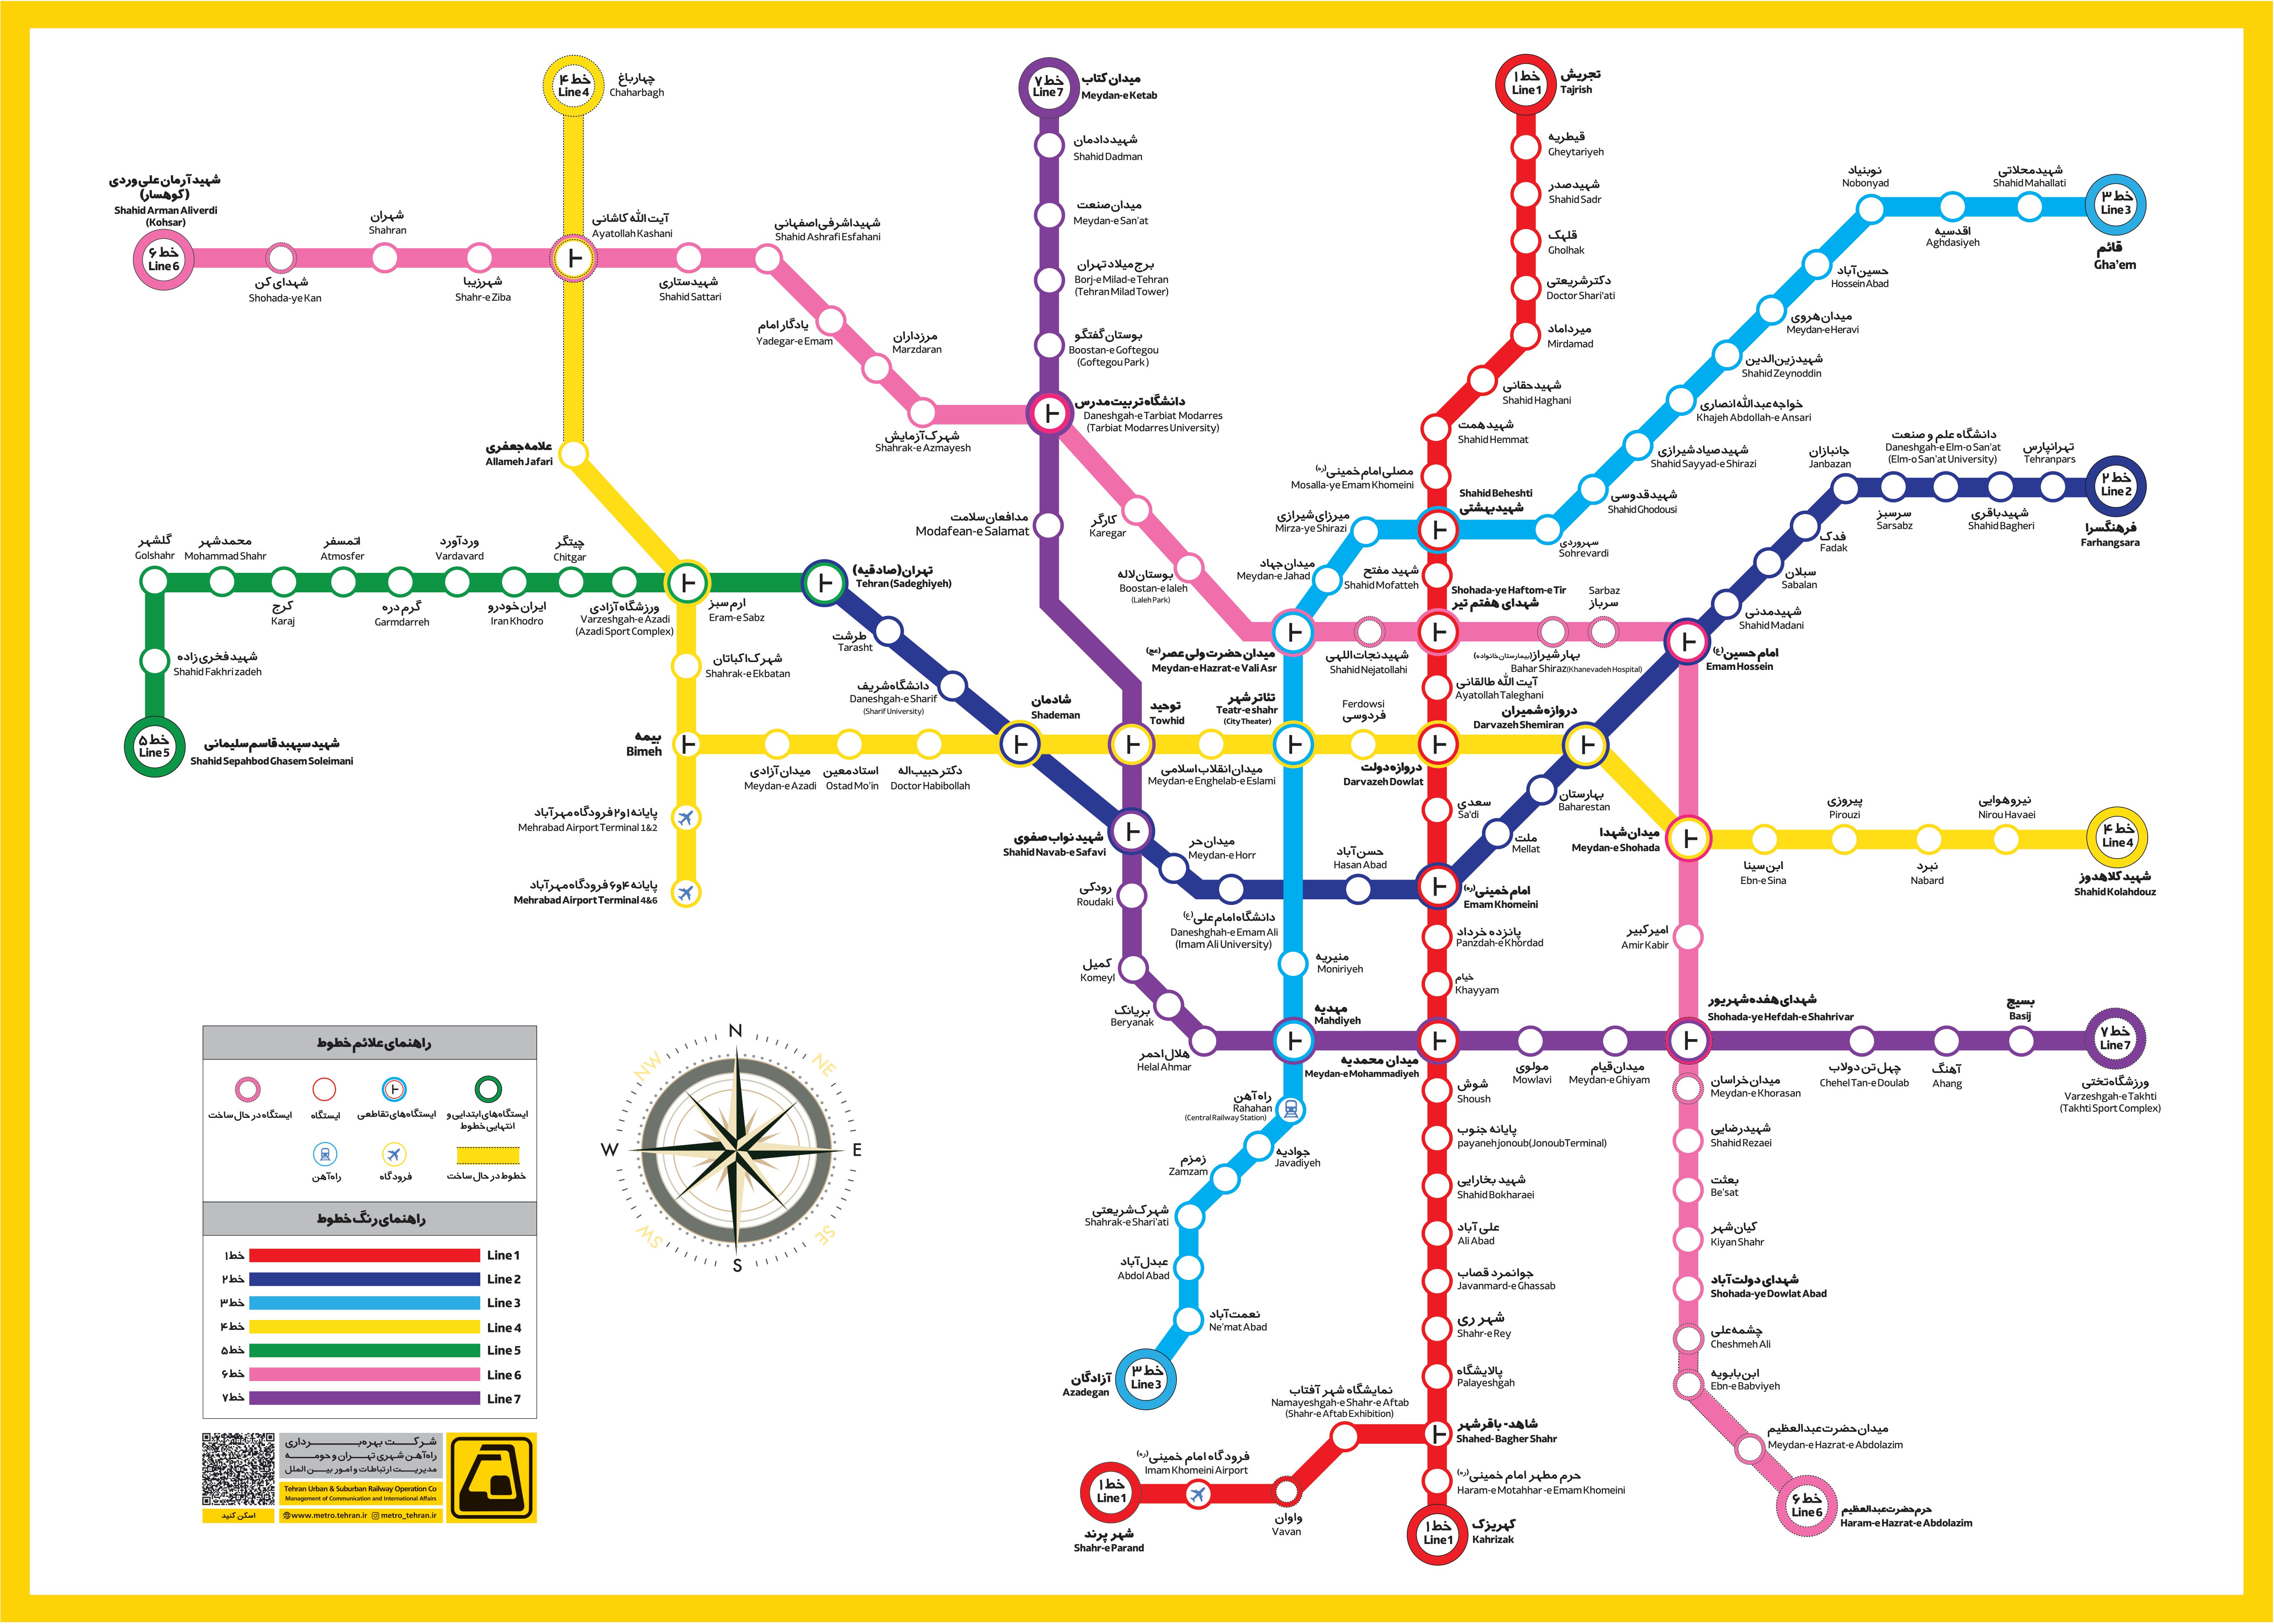 خط ۴
Line 4
چهارباغ
Chaharbagh
خط ۷
Line 7
میدان کتاب
Meydan-e Ketab
خط ۱
Line 1
تجریش
Tajrish
شهید دادمان
Shahid Dadman
میدان صنعت
Meydan-e San'at
برج میلاد تهران
Borj-e Milad-e Tehran
(Tehran Milad Tower)
بوستان گفتگو
Boostan-e Goftegou
(Goftegou Park)
دانشگاه تربیت مدرس
Daneshgah-e Tarbiat Modarres
(Tarbiat Modarres University)
قیطریه
Gheytariyeh
شهید صدر
Shahid Sadr
قلهک
Gholhak
دکتر شریعتی
Doctor Shari'ati
میرداماد
Mirdamad
شهید حقانی
Shahid Haghani
شهید همت
Shahid Hemmat
مصلی امام خمینی(ره)
Mosalla-ye Emam Khomeini
Shahid Beheshti
شهید بهشتی
نوبنیاد
Nobonyad
شهید محلاتی
Shahid Mahallati
خط ۳
Line 3
قائم
Gha'em
اقدسیه
Aghdasiyeh
حسین آباد
Hossein Abad
میدان هروی
Meydan-e Heravi
شهید زین الدین
Shahid Zeynoddin
خواجه عبدالله انصاری
Khajeh Abdollah-e Ansari
شهید صیاد شیرازی
Shahid Sayyad-e Shirazi
شهید قدوسی
Shahid Ghodousi
سهروردی
Sohrevardi
میرزای شیرازی
Mirza-ye Shirazi
میدان جهاد
Meydan-e Jahad
شهید آرمان علی وردی
(کوهسار)
Shahid Arman Aliverdi
(Kohsar)
خط ۶
Line 6
شهدای کن
Shohada-ye Kan
شهران
Shahran
شهر زیبا
Shahr-e Ziba
آیت الله کاشانی
Ayatollah Kashani
شهید ستاری
Shahid Sattari
شهید اشرفی اصفهانی
Shahid Ashrafi Esfahani
یادگار امام
Yadegar-e Emam
مرزداران
Marzdaran
شهرک آزمایش
Shahrak-e Azmayesh
علامه جعفری
Allameh Jafari
مدافعان سلامت
Modafean-e Salamat
کارگر
Karegar
بوستان لاله
Boostan-e laleh
(Laleh Park)
جانبازان
Janbazan
دانشگاه علم و صنعت
Daneshgah-e Elm-o San'at
(Elm-o San'at University)
تهرانپارس
Tehranpars
خط ۲
Line 2
فرهنگسرا
Farhangsara
سرسبز
Sarsabz
شهید باقری
Shahid Bagheri
فدک
Fadak
سبلان
Sabalan
شهید مدنی
Shahid Madani
امام حسین(ع)
Emam Hossein
گلشهر
Golshahr
محمد شهر
Mohammad Shahr
کرج
Karaj
اتمسفر
Atmosfer
گرم دره
Garmdarreh
وردآورد
Vardavard
ایران خودرو
Iran Khodro
چیتگر
Chitgar
ورزشگاه آزادی
Varzeshgah-e Azadi
(Azadi Sport Complex)
ارم سبز
Eram-e Sabz
تهران (صادقیه)
Tehran (Sadeghiyeh)
شهید فخری زاده
Shahid Fakhri zadeh
خط ۵
Line 5
شهید سپهبد قاسم سلیمانی
Shahid Sepahbod Ghasem Soleimani
طرشت
Tarasht
دانشگاه شریف
Daneshgah-e Sharif
(Sharif University)
شادمان
Shademan
شهرک اکباتان
Shahrak-e Ekbatan
بیمه
Bimeh
میدان آزادی
Meydan-e Azadi
استاد معین
Ostad Mo'in
دکتر حبیب اله
Doctor Habibollah
پایانه ۱و۲ فرودگاه مهرآباد
Mehrabad Airport Terminal 1&2
پایانه ۴و۶ فرودگاه مهرآباد
Mehrabad Airport Terminal 4&6
شهید مفتح
Shahid Mofatteh
Shohada-ye Haftom-e Tir
شهدای هفتم تیر
Sarbaz
سرباز
بهار شیراز(بیمارستان خانواده)
Bahar Shiraz(Khanevadeh Hospital)
میدان حضرت ولی عصر(عج)
Meydan-e Hazrat-e Vali Asr
شهید نجات اللهی
Shahid Nejatollahi
آیت الله طالقانی
Ayatollah Taleghani
توحید
Towhid
تئاتر شهر
Teatr-e shahr
(City Theater)
Ferdowsi
فردوسی
دروازه شمیران
Darvazeh Shemiran
میدان انقلاب اسلامی
Meydan-e Enghelab-e Eslami
دروازه دولت
Darvazeh Dowlat
سعدی
Sa'di
بهارستان
Baharestan
ملت
Mellat
میدان شهدا
Meydan-e Shohada
ابن سینا
Ebn-e Sina
پیروزی
Pirouzi
نبرد
Nabard
نیرو هوایی
Nirou Havaei
خط ۴
Line 4
شهید کلاهدوز
Shahid Kolahdouz
شهید نواب صفوی
Shahid Navab-e Safavi
میدان حر
Meydan-e Horr
حسن آباد
Hasan Abad
امام خمینی(ره)
Emam Khomeini
رودکی
Roudaki
دانشگاه امام علی(ع)
Daneshghah-e Emam Ali
(Imam Ali University)
پانزده خرداد
Panzdah-e Khordad
امیر کبیر
Amir Kabir
کمیل
Komeyl
منیریه
Moniriyeh
خیام
Khayyam
بریانک
Beryanak
هلال احمر
Helal Ahmar
مهدیه
Mahdiyeh
میدان محمدیه
Meydan-e Mohammadiyeh
مولوی
Mowlavi
میدان قیام
Meydan-e Ghiyam
شهدای هفده شهریور
Shohada-ye Hefdah-e Shahrivar
چهل تن دولاب
Chehel Tan-e Doulab
آهنگ
Ahang
بسیج
Basij
خط ۷
Line 7
ورزشگاه تختی
Varzeshgah-e Takhti
(Takhti Sport Complex)
راه آهن
Rahahan
(Central Railway Station)
جوادیه
Javadiyeh
زمزم
Zamzam
شهرک شریعتی
Shahrak-e Shari'ati
عبدل آباد
Abdol Abad
نعمت آباد
Ne'mat Abad
خط ۳
Line 3
آزادگان
Azadegan
شوش
Shoush
پایانه جنوب
payaneh jonoub(Jonoub Terminal)
شهید بخارایی
Shahid Bokharaei
علی آباد
Ali Abad
جوانمرد قصاب
Javanmard-e Ghassab
شهر ری
Shahr-e Rey
پالایشگاه
Palayeshgah
شاهد - باقرشهر
Shahed- Bagher Shahr
حرم مطهر امام خمینی(ره)
Haram-e Motahhar -e Emam Khomeini
خط ۱
Line 1
کهریزک
Kahrizak
نمایشگاه شهر آفتاب
Namayeshgah-e Shahr-e Aftab
(Shahr-e Aftab Exhibition)
فرودگاه امام خمینی(ره)
Imam Khomeini Airport
واوان
Vavan
خط ۱
Line 1
شهر پرند
Shahr-e Parand
میدان خراسان
Meydan-e Khorasan
شهید رضایی
Shahid Rezaei
بعثت
Be'sat
کیان شهر
Kiyan Shahr
شهدای دولت آباد
Shohada-ye Dowlat Abad
چشمه علی
Cheshmeh Ali
ابن بابویه
Ebn-e Babviyeh
میدان حضرت عبدالعظیم
Meydan-e Hazrat-e Abdolazim
خط ۶
Line 6
حرم حضرت عبدالعظیم
Haram-e Hazrat-e Abdolazim
راهنمای علائم خطوط
ایستگاه‌های ابتدایی و
انتهایی خطوط
ایستگاه‌های تقاطعی
ایستگاه
ایستگاه در حال ساخت
خطوط در حال ساخت
فرودگاه
راه آهن
راهنمای رنگ خطوط
خط ۱ Line 1
خط ۲ Line 2
خط ۳ Line 3
خط ۴ Line 4
خط ۵ Line 5
خط ۶ Line 6
خط ۷ Line 7
N
NE
E
SE
S
SW
W
NW
شرکت بهره برداری
راه آهن شهری تهران و حومه
مدیریت ارتباطات و امور بین الملل
Tehran Urban & Suburban Railway Operation Co
Management of Communication and International Affairs
اسکن کنید
www.metro.tehran.ir metro_tehran.ir